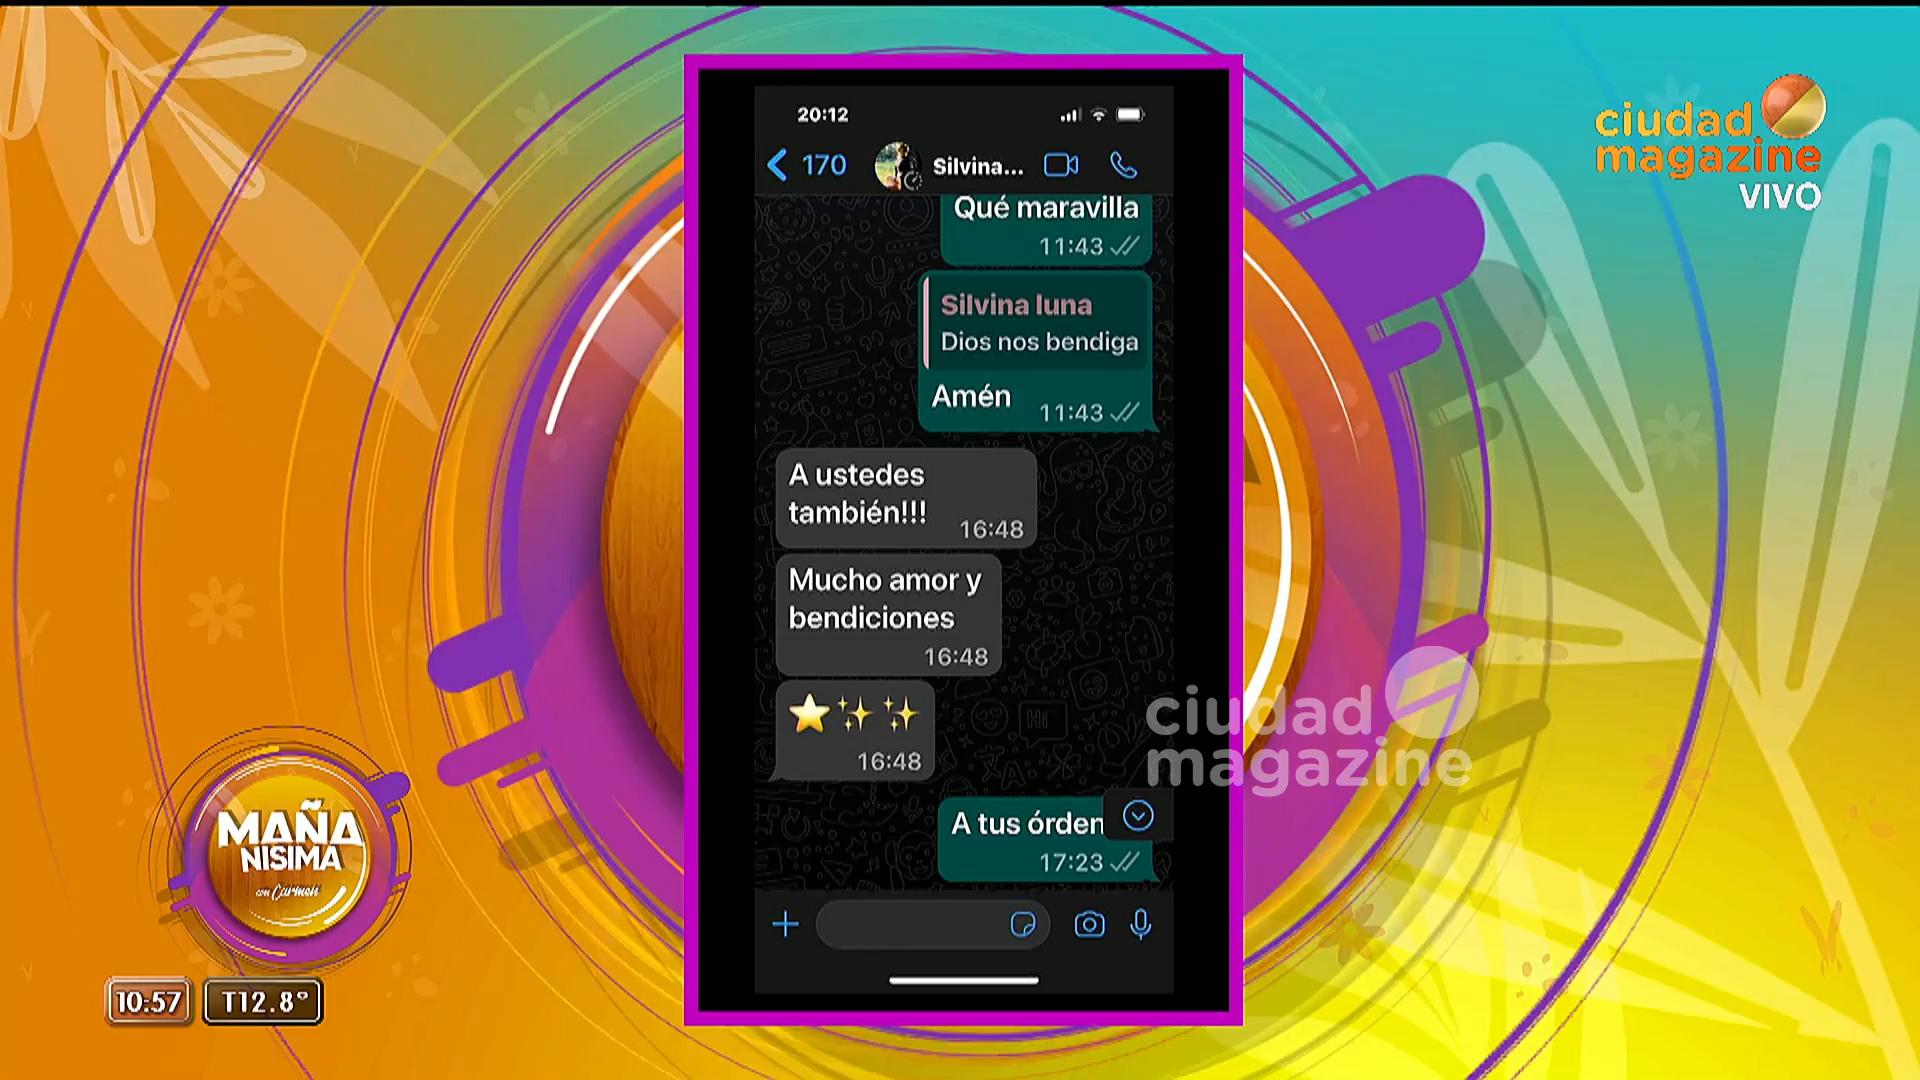 20:12
170
Silvina...
Qué maravilla
11:43
Silvina luna
Dios nos bendiga
Amén
11:43
A ustedes
también!!!
16:48
Mucho amor y
bendiciones
16:48
16:48
A tus órden
17:23
ciudad
magazine
VIVO
ciudad
magazine
MAÑA
NISIMA
con Carmen
10:57
T12.8°